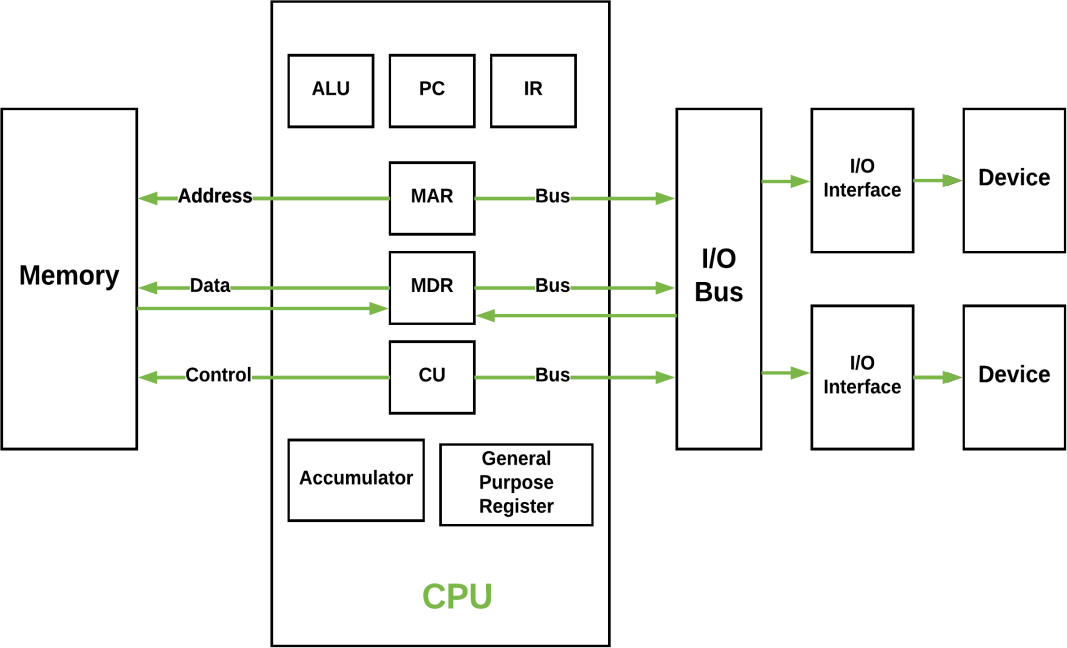 ALU
PC
IR
Memory
Address
MAR
Bus
Data
MDR
Bus
Control
CU
Bus
Accumulator
General
Purpose
Register
CPU
I/O
Bus
I/O
Interface
Device
I/O
Interface
Device